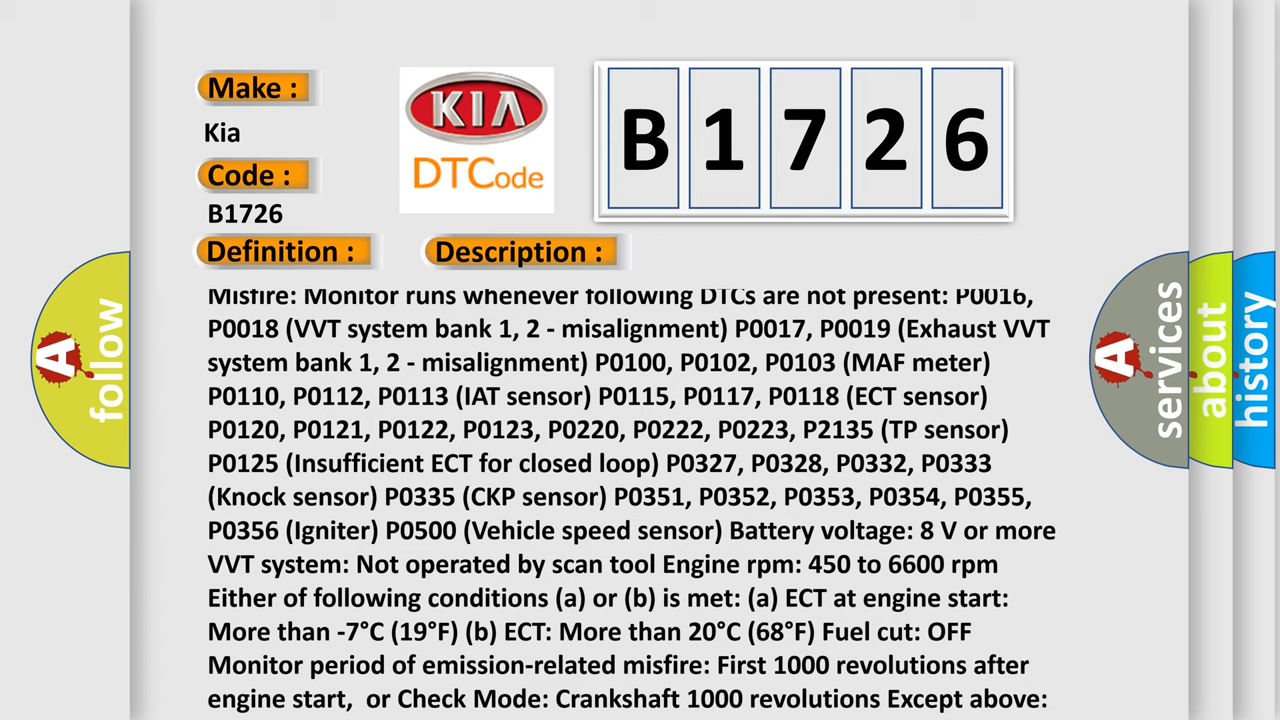 Make :
Kia
Code :
B1726
KIA
DTCode
B 1 7 2 6
Definition :
Description :
Misfire: Monitor runs whenever following DTCs are not present: P0016,
P0018 (VVT system bank 1, 2 - misalignment) P0017, P0019 (Exhaust VVT
system bank 1, 2 - misalignment) P0100, P0102, P0103 (MAF meter)
P0110, P0112, P0113 (IAT sensor) P0115, P0117, P0118 (ECT sensor)
P0120, P0121, P0122, P0123, P0220, P0222, P0223, P2135 (TP sensor)
P0125 (Insufficient ECT for closed loop) P0327, P0328, P0332, P0333
(Knock sensor) P0335 (CKP sensor) P0351, P0352, P0353, P0354, P0355,
P0356 (Igniter) P0500 (Vehicle speed sensor) Battery voltage: 8 V or more
VVT system: Not operated by scan tool Engine rpm: 450 to 6600 rpm
Either of following conditions (a) or (b) is met: (a) ECT at engine start:
More than -7°C (19°F) (b) ECT: More than 20°C (68°F) Fuel cut: OFF
Monitor period of emission-related misfire: First 1000 revolutions after
engine start, or Check Mode: Crankshaft 1000 revolutions Except above:
A
follow
A
services
about
history